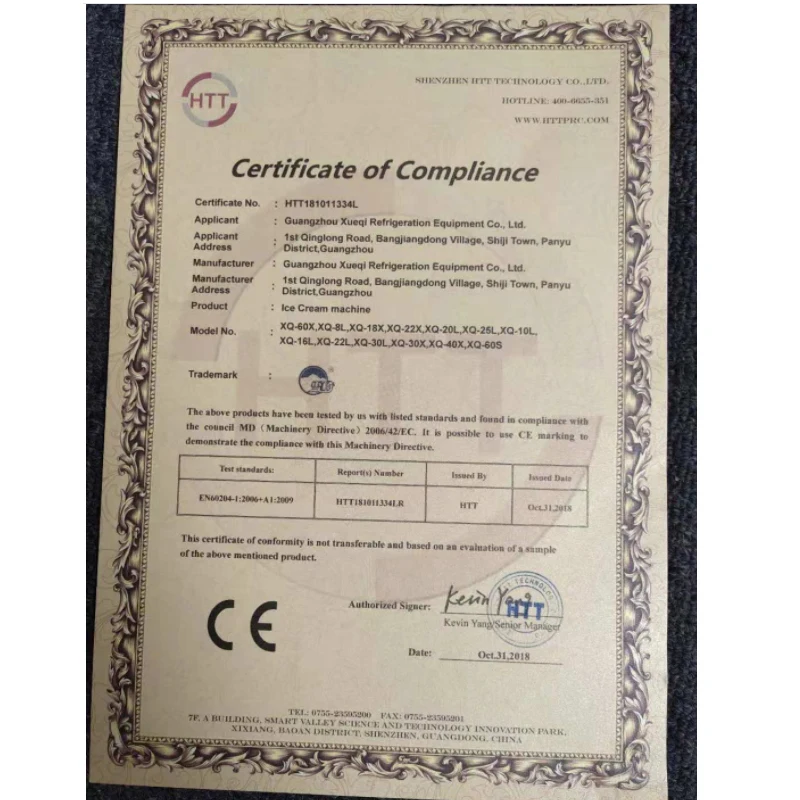 HTT
SHENZHEN HTT TECHNOLOGY CO.,LTD.
HOTLINE: 400-6655-351
WWW.HTTPRC.COM
Certificate of Compliance
Certificate No. : HTT181011334L
Applicant : Guangzhou Xueqi Refrigeration Equipment Co., Ltd.
Applicant Address : 1st Qinglong Road, Bangjiangdong Village, Shiji Town, Panyu
District,Guangzhou
Manufacturer : Guangzhou Xueqi Refrigeration Equipment Co., Ltd.
Manufacturer Address : 1st Qinglong Road, Bangjiangdong Village, Shiji Town, Panyu
District,Guangzhou
Product : Ice Cream machine
Model No. : XQ-60X,XQ-8L,XQ-18X,XQ-22X,XQ-20L,XQ-25L,XQ-10L,
XQ-16L,XQ-22L,XQ-30L,XQ-30X,XQ-40X,XQ-60S
Trademark :
The above products have been tested by us with listed standards and found in compliance with
the council MD（Machinery Directive）2006/42/EC. It is possible to use CE marking to
demonstrate the compliance with this Machinery Directive.
Test standards: Report(s) Number Issued By Issued Date
EN60204-1:2006+A1:2009 HTT181011334LR HTT Oct.31,2018
This certificate of conformity is not transferable and based on an evaluation of a sample
of the above mentioned product.
CE
Authorized Signer: Kevin Yang
HTT
Kevin Yang/Senior Manager
Date: Oct.31,2018
TEL: 0755-23595200 FAX: 0755-23595201
7F, A BUILDING, SMART VALLEY SCIENCE AND TECHNOLOGY INNOVATION PARK,
XIXIANG, BAOAN DISTRICT, SHENZHEN, GUANGDONG, CHINA